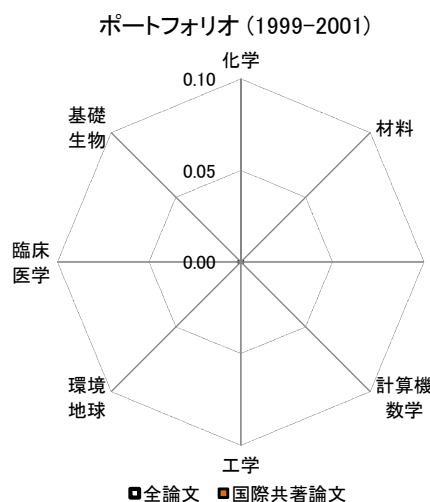 ポートフォリオ (1999-2001)
化学
0.10
基礎
生物
材料
0.05
臨床
医学
0.00
環境
地球
計算機
数学
工学
全論文 国際共著論文